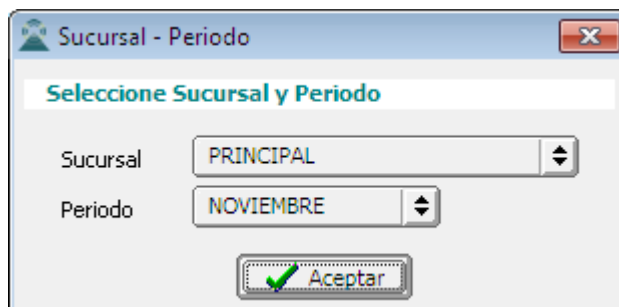 Sucursal - Periodo
Seleccione Sucursal y Periodo
Sucursal PRINCIPAL
Periodo NOVIEMBRE
Aceptar